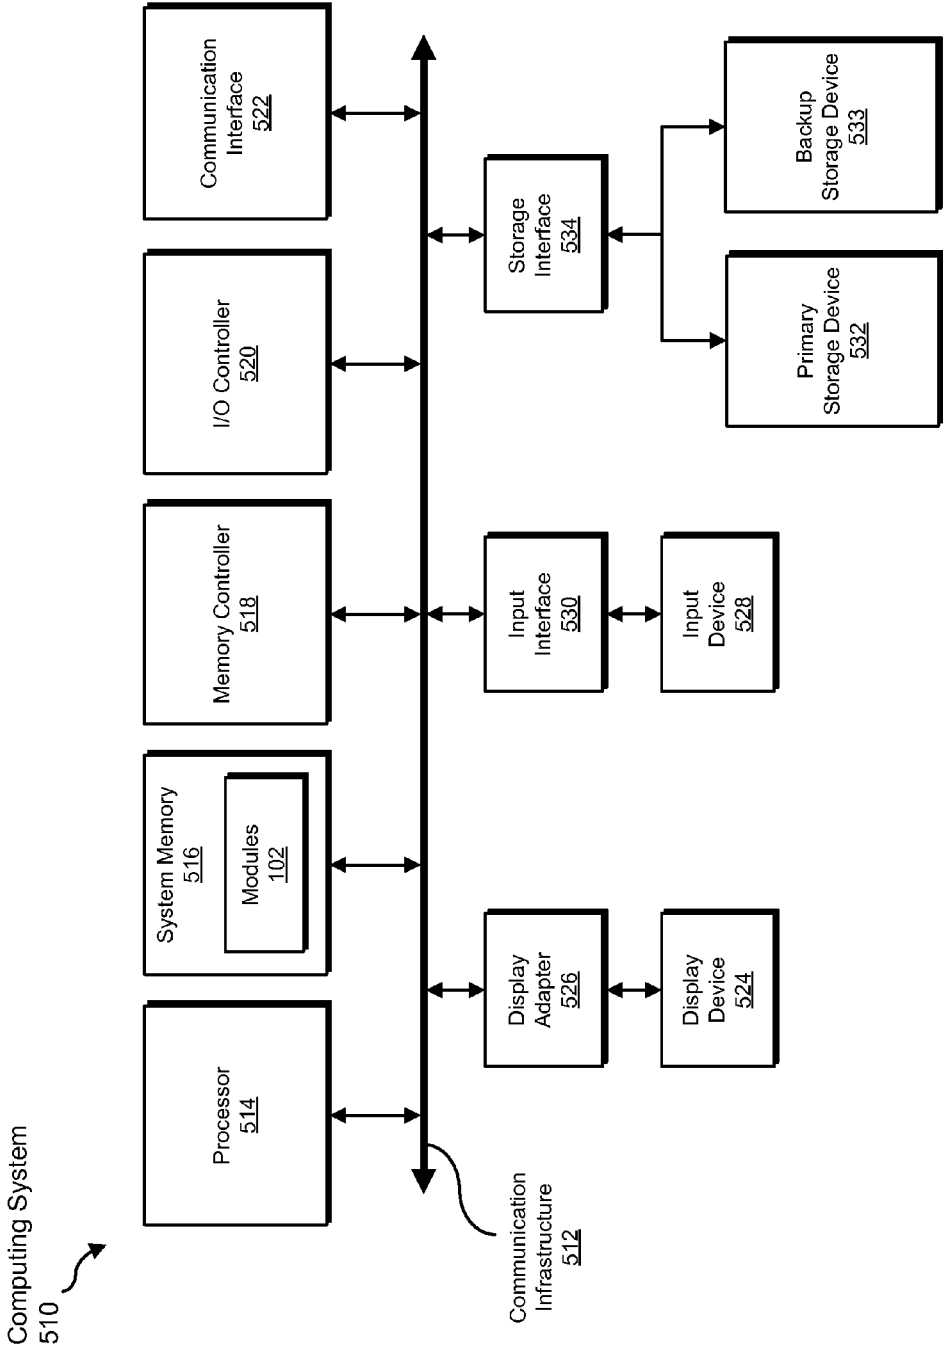 Computing System
510
Processor
514
System Memory
516
Modules
102
Memory Controller
518
I/O Controller
520
Communication
Interface
522
Communication
Infrastructure
512
Display
Adapter
526
Input
Interface
530
Storage
Interface
534
Display
Device
524
Input
Device
528
Primary
Storage Device
532
Backup
Storage Device
533